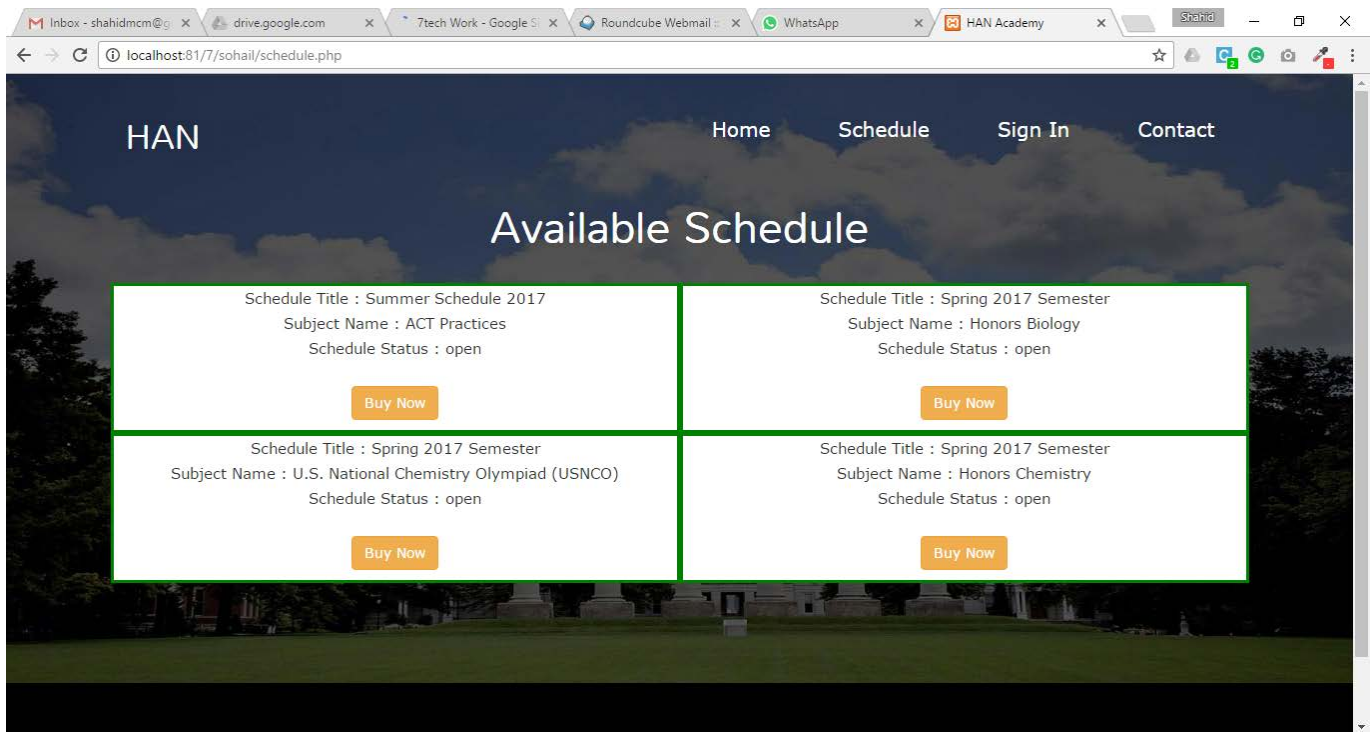 Inbox - shahidmcm@g
drive.google.com
7tech Work - Google S
Roundcube Webmail ::
WhatsApp
HAN Academy
Shahid
localhost:81/7/sohail/schedule.php
2
HAN
Home
Schedule
Sign In
Contact
Available Schedule
Schedule Title : Summer Schedule 2017
Subject Name : ACT Practices
Schedule Status : open
Buy Now
Schedule Title : Spring 2017 Semester
Subject Name : Honors Biology
Schedule Status : open
Buy Now
Schedule Title : Spring 2017 Semester
Subject Name : U.S. National Chemistry Olympiad (USNCO)
Schedule Status : open
Buy Now
Schedule Title : Spring 2017 Semester
Subject Name : Honors Chemistry
Schedule Status : open
Buy Now